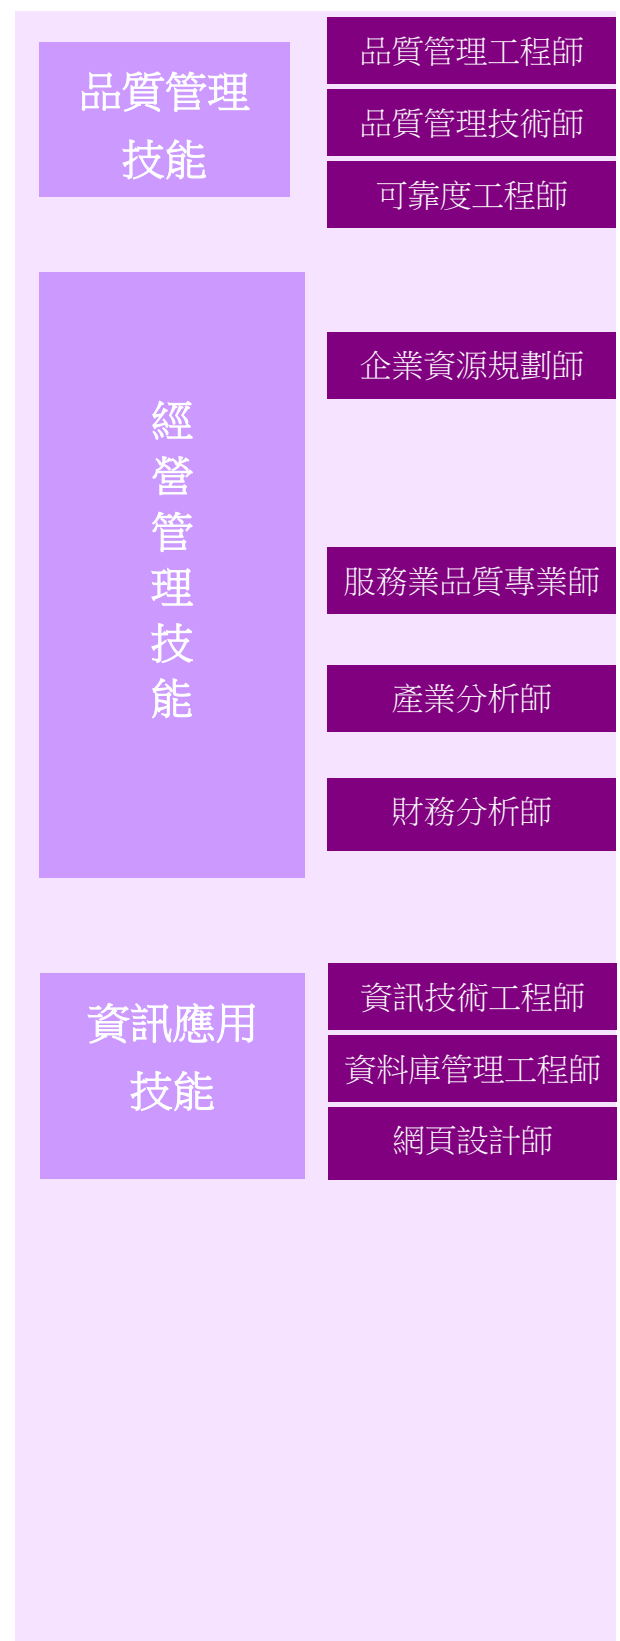 品質管理
技能
品質管理工程師
品質管理技術師
可靠度工程師
經
營
管
理
技
能
企業資源規劃師
服務業品質專業師
產業分析師
財務分析師
資訊應用
技能
資訊技術工程師
資料庫管理工程師
網頁設計師